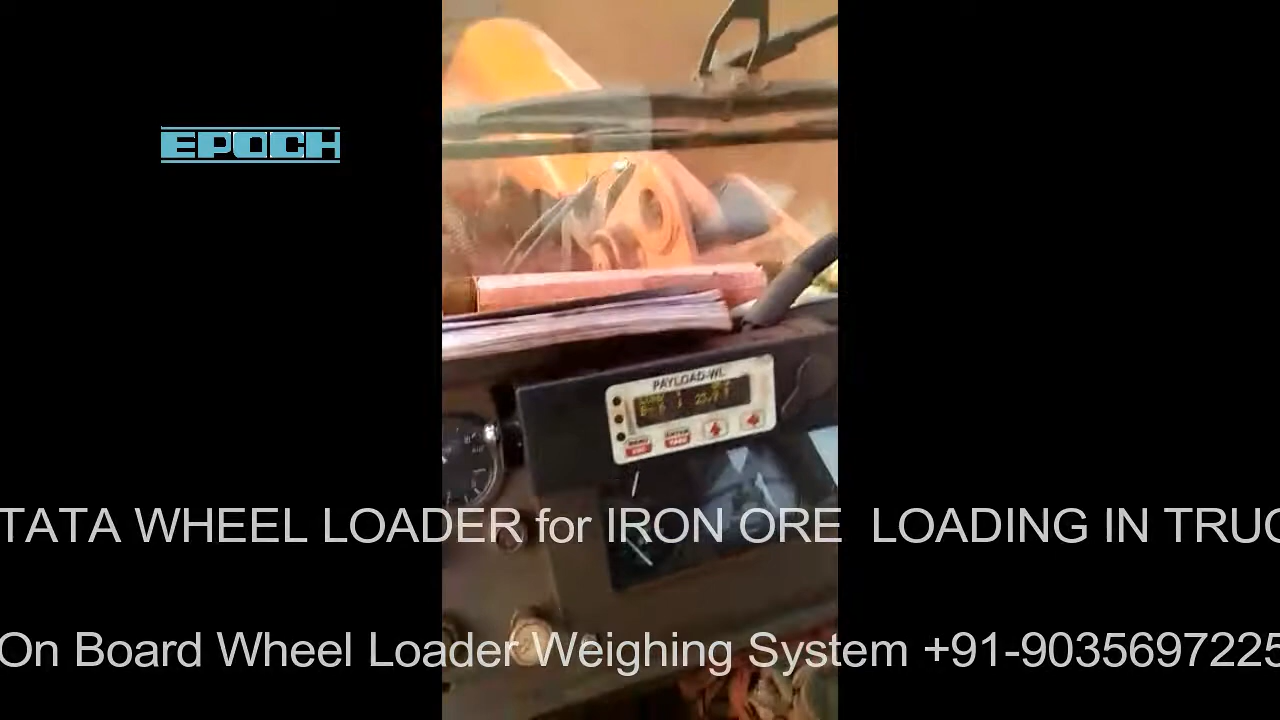 EPOCH
PAYLOAD-WL
ENTER
TATA WHEEL LOADER for IRON ORE LOADING IN TRUC
On Board Wheel Loader Weighing System +91-9035697225